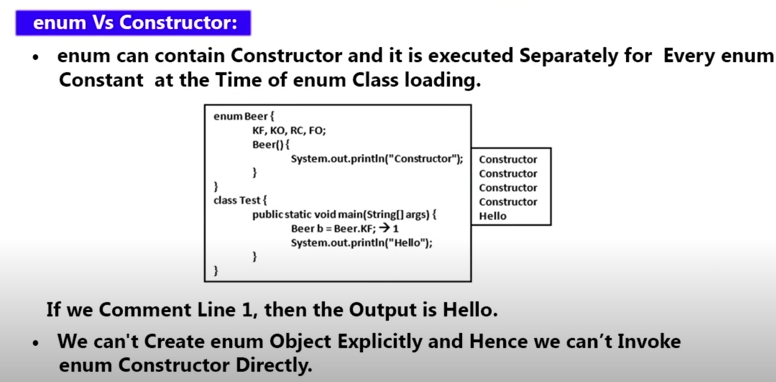 enum Vs Constructor:
• enum can contain Constructor and it is executed Separately for Every enum
Constant at the Time of enum Class loading.
enum Beer {
KF, KO, RC, FO;
Beer() {
System.out.println("Constructor");
}
}
class Test {
public static void main(String[] args) {
Beer b = Beer.KF; → 1
System.out.println("Hello");
}
}
Constructor
Constructor
Constructor
Constructor
Hello
If we Comment Line 1, then the Output is Hello.
• We can't Create enum Object Explicitly and Hence we can’t Invoke
enum Constructor Directly.